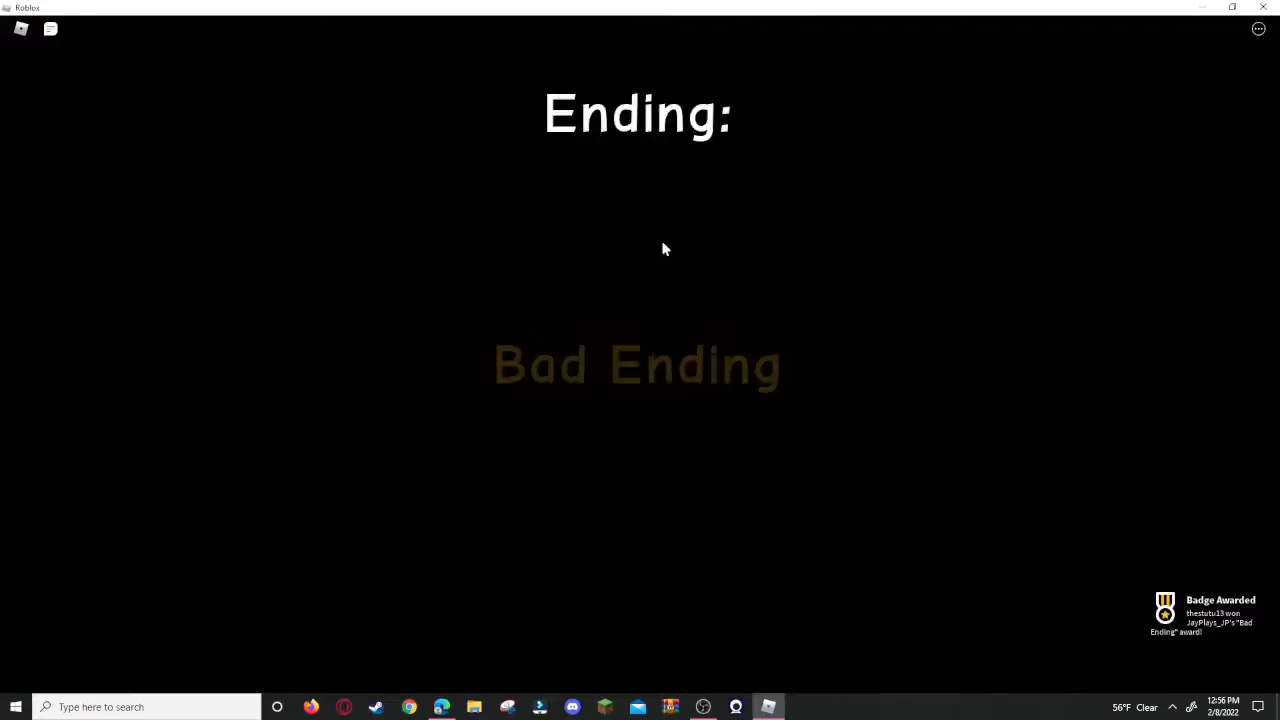 Roblox
Ending:
Bad Ending
Badge Awarded
thestutu13 won
JayPlays_JP's "Bad
Ending" award!
Type here to search
56°F Clear
12:56 PM
2/8/2022